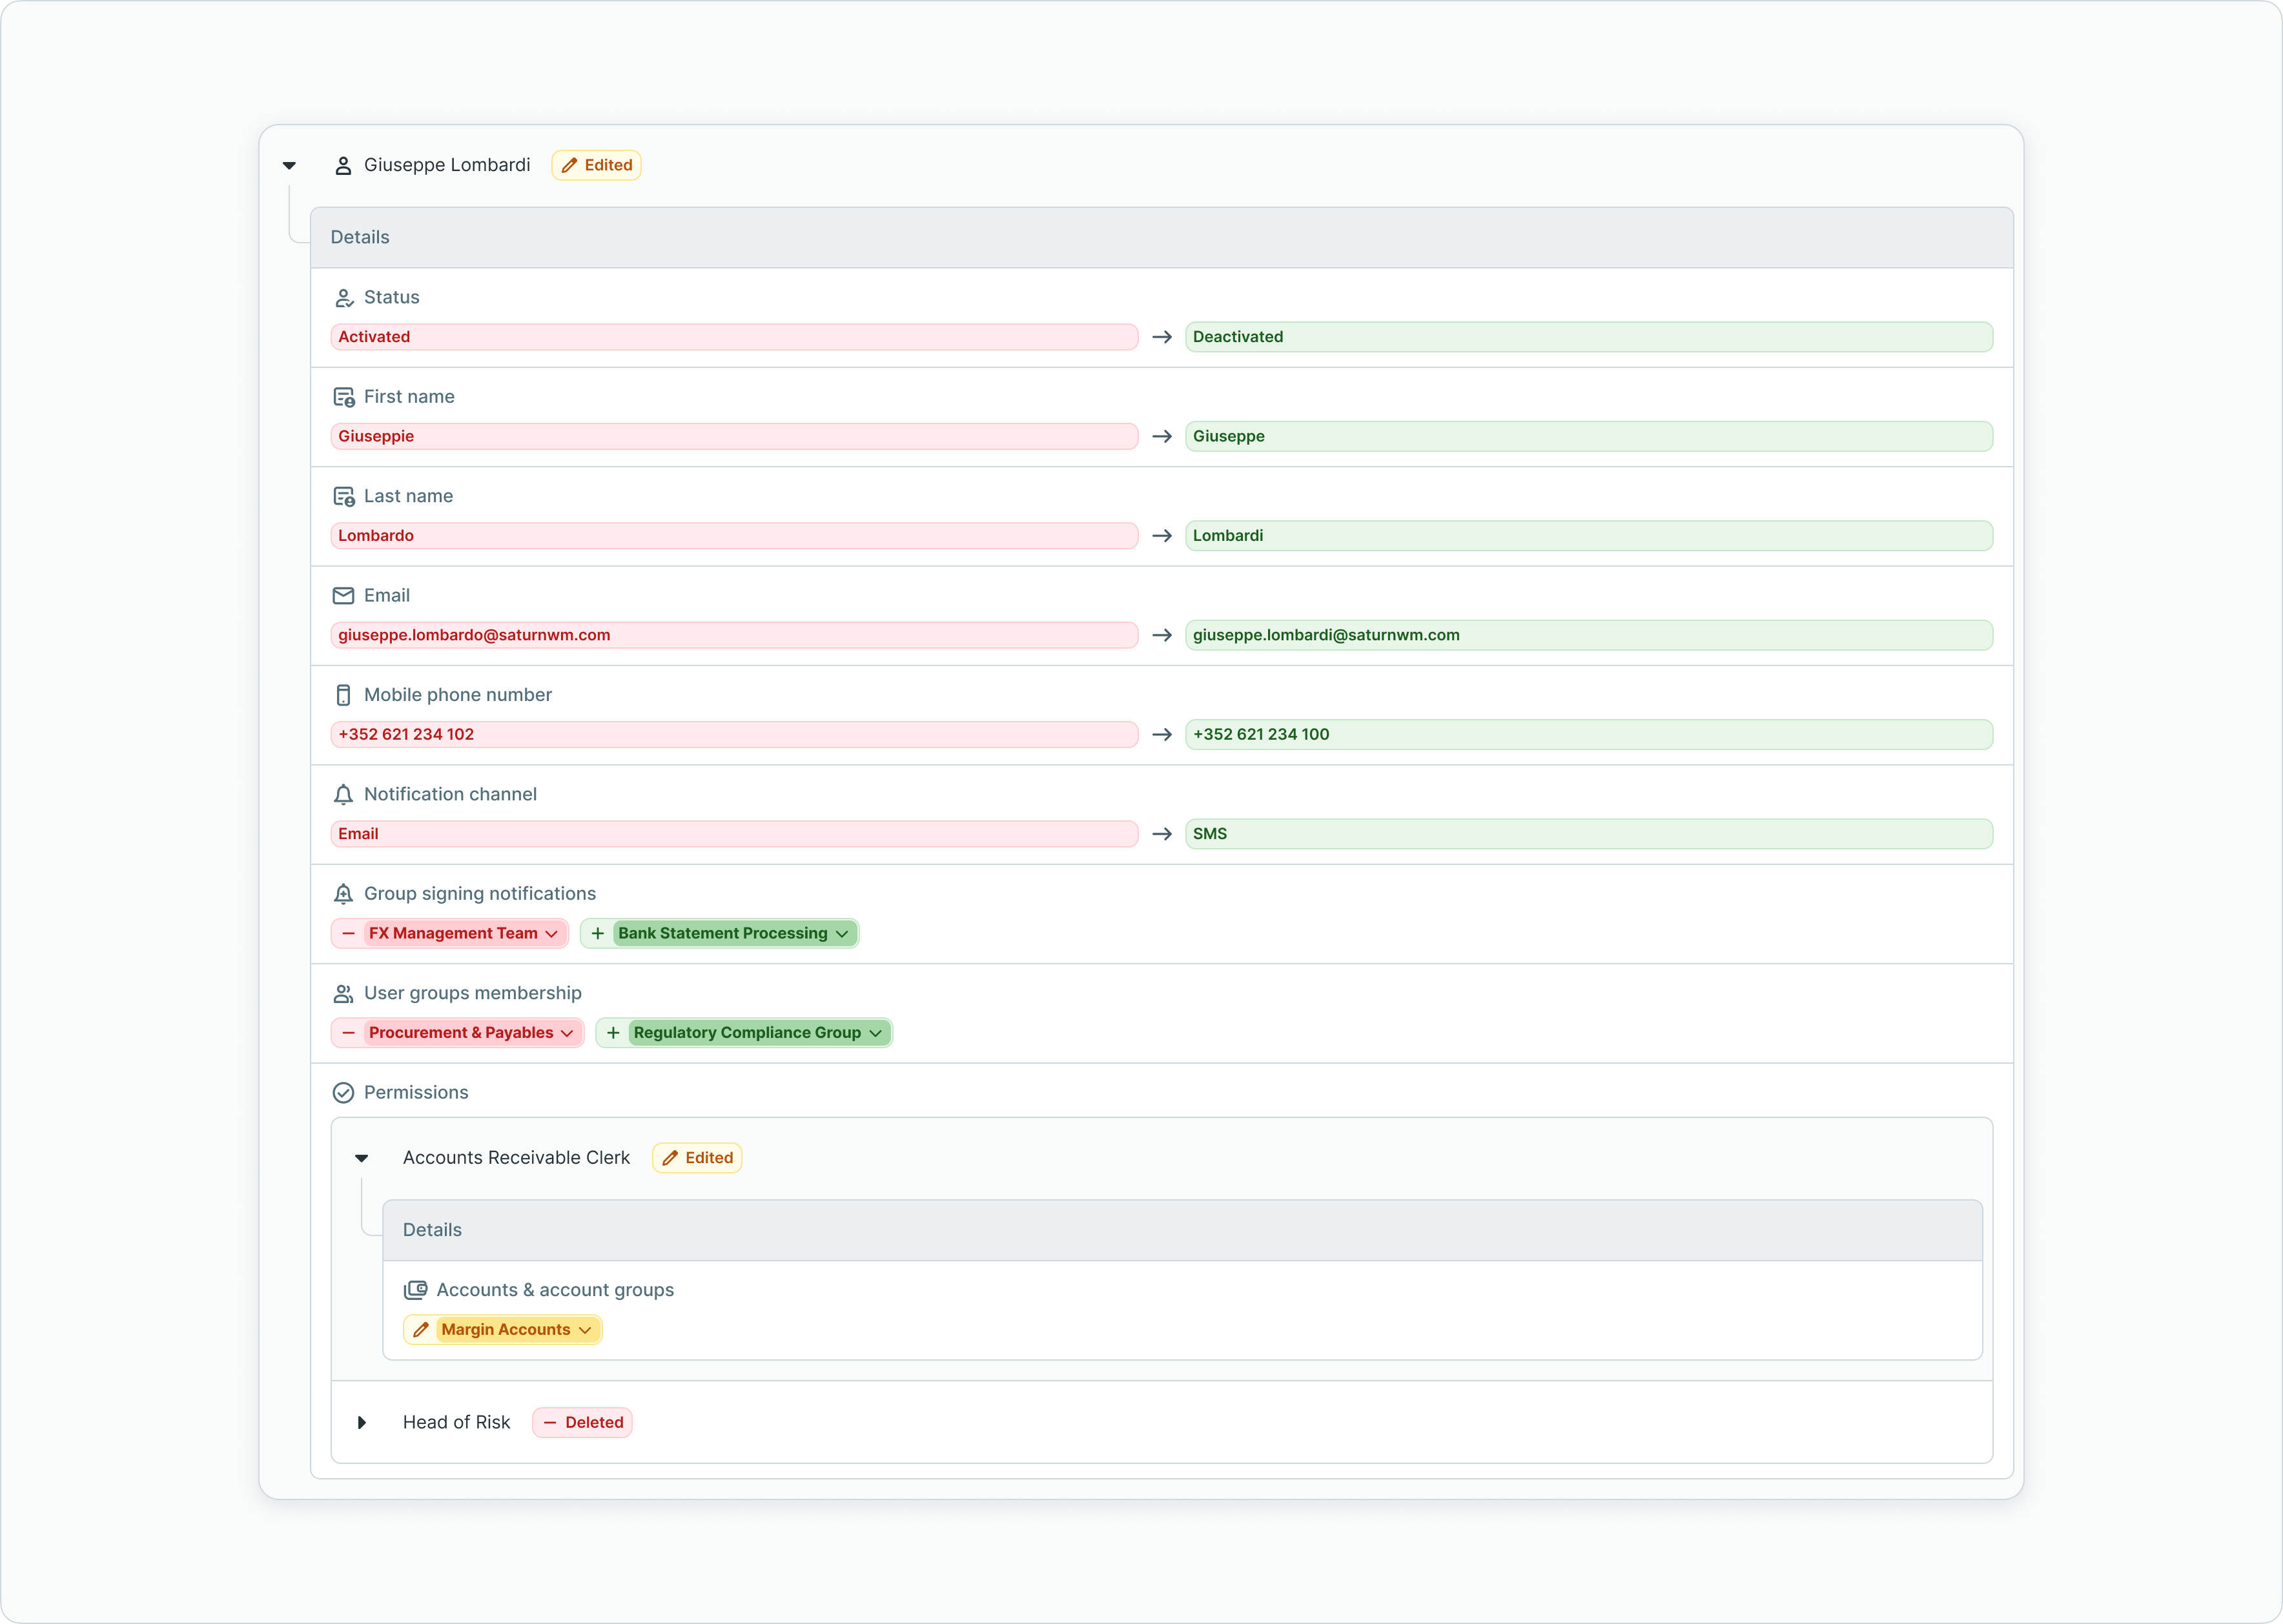 Giuseppe Lombardi Edited
Details
Status
Activated → Deactivated
First name
Giuseppie → Giuseppe
Last name
Lombardo → Lombardi
Email
giuseppe.lombardo@saturnwm.com → giuseppe.lombardi@saturnwm.com
Mobile phone number
+352 621 234 102 → +352 621 234 100
Notification channel
Email → SMS
Group signing notifications
− FX Management Team + Bank Statement Processing
User groups membership
− Procurement & Payables + Regulatory Compliance Group
Permissions
Accounts Receivable Clerk Edited
Details
Accounts & account groups
Margin Accounts
Head of Risk − Deleted